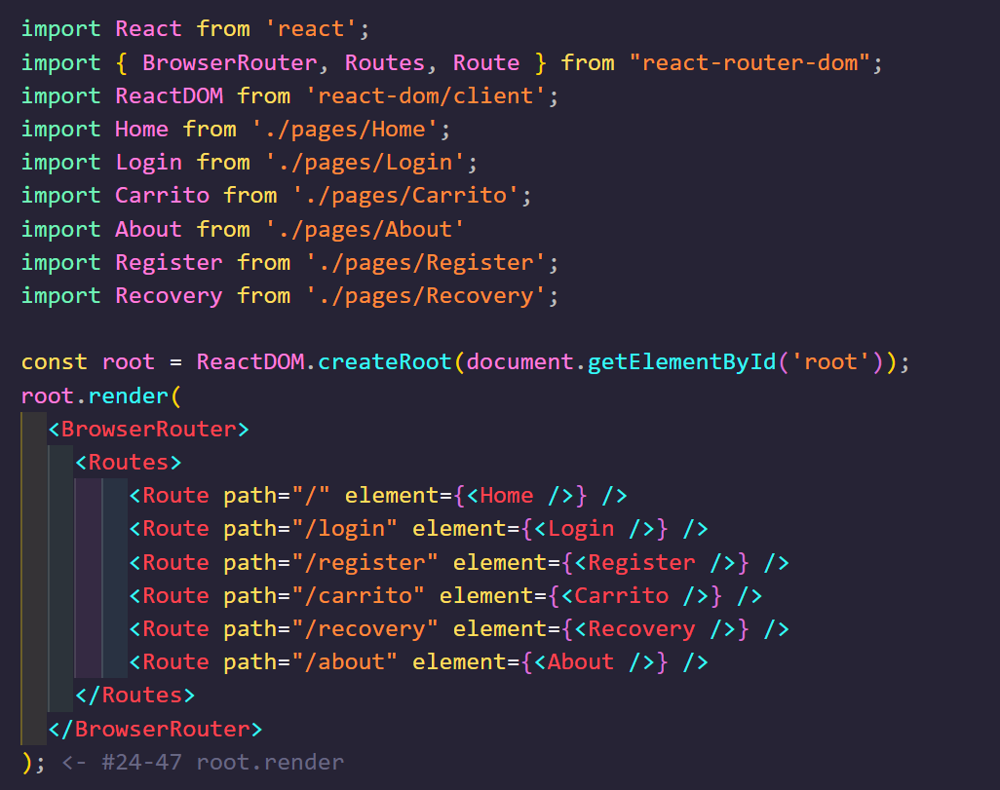 import React from 'react';
import { BrowserRouter, Routes, Route } from "react-router-dom";
import ReactDOM from 'react-dom/client';
import Home from './pages/Home';
import Login from './pages/Login';
import Carrito from './pages/Carrito';
import About from './pages/About'
import Register from './pages/Register';
import Recovery from './pages/Recovery';

const root = ReactDOM.createRoot(document.getElementById('root'));
root.render(
  <BrowserRouter>
    <Routes>
        <Route path="/" element={<Home />} />
        <Route path="/login" element={<Login />} />
        <Route path="/register" element={<Register />} />
        <Route path="/carrito" element={<Carrito />} />
        <Route path="/recovery" element={<Recovery />} />
        <Route path="/about" element={<About />} />
    </Routes>
  </BrowserRouter>
); <- #24-47 root.render